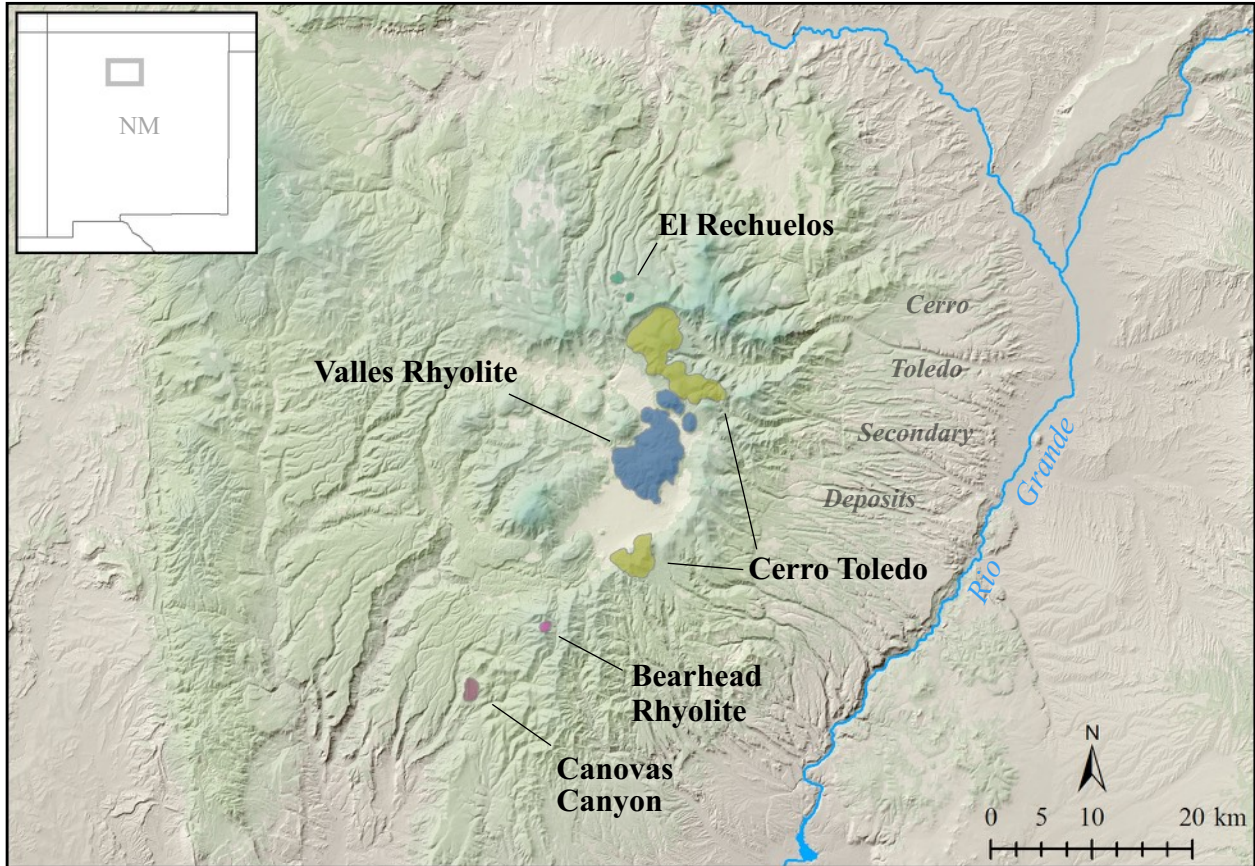 NM
El Rechuelos
Cerro
Toledo
Secondary
Deposits
Valles Rhyolite
Rio Grande
Cerro Toledo
Bearhead
Rhyolite
Canovas
Canyon
N
0 5 10 20 km